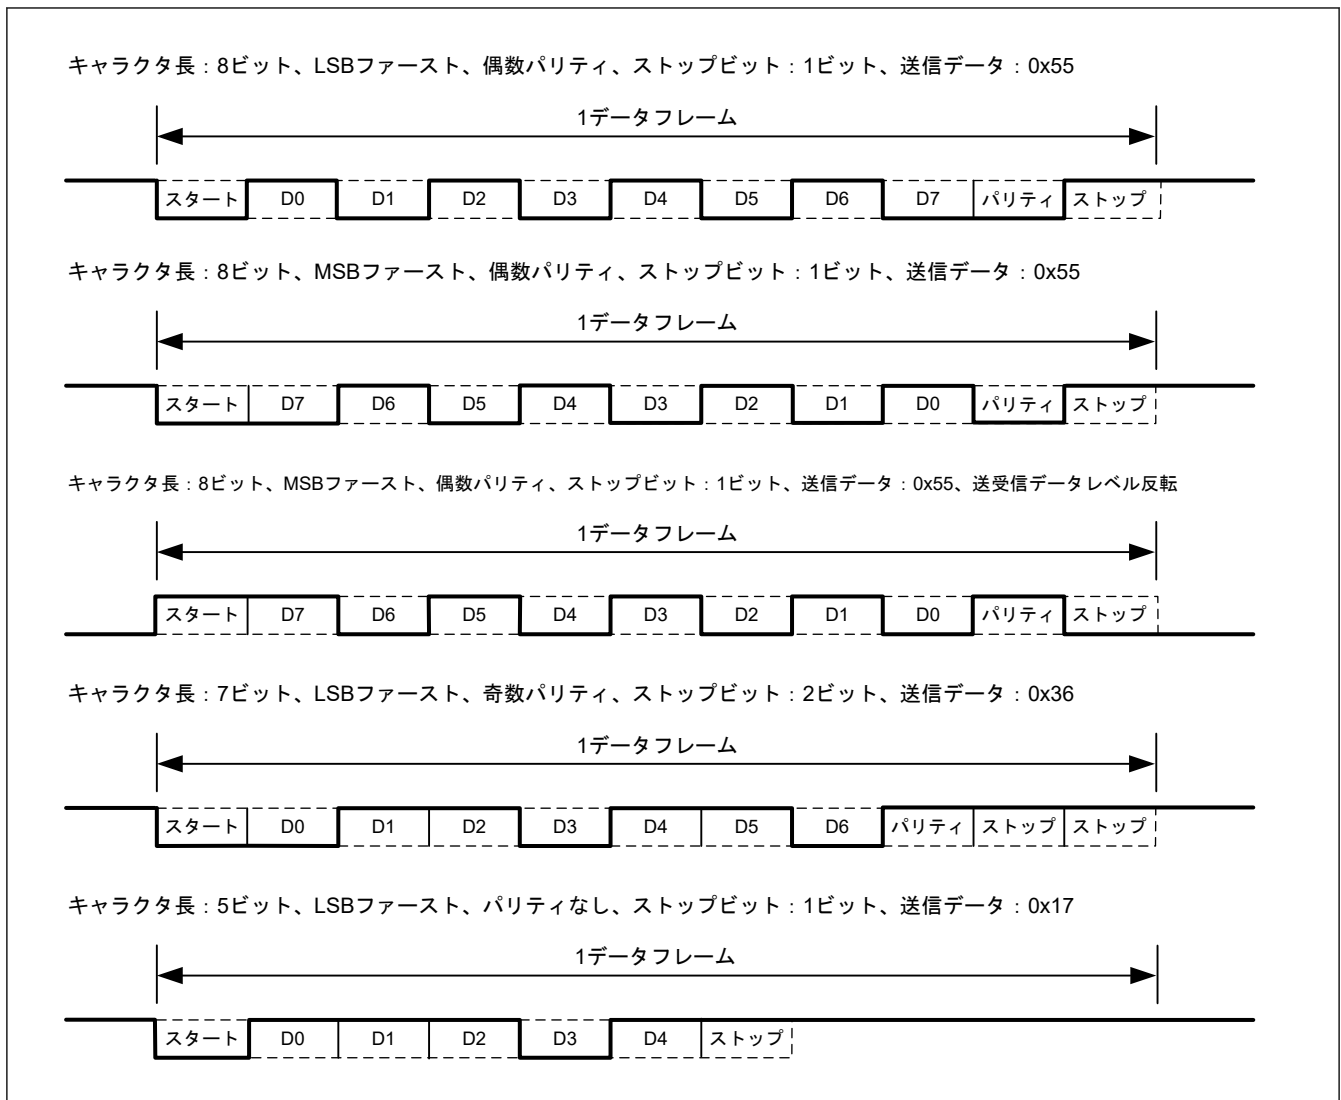 キャラクタ長：8ビット、LSBファースト、偶数パリティ、ストップビット：1ビット、送信データ：0x55
1データフレーム
スタート D0 D1 D2 D3 D4 D5 D6 D7 パリティ ストップ
キャラクタ長：8ビット、MSBファースト、偶数パリティ、ストップビット：1ビット、送信データ：0x55
1データフレーム
スタート D7 D6 D5 D4 D3 D2 D1 D0 パリティ ストップ
キャラクタ長：8ビット、MSBファースト、偶数パリティ、ストップビット：1ビット、送信データ：0x55、送受信データレベル反転
1データフレーム
スタート D7 D6 D5 D4 D3 D2 D1 D0 パリティ ストップ
キャラクタ長：7ビット、LSBファースト、奇数パリティ、ストップビット：2ビット、送信データ：0x36
1データフレーム
スタート D0 D1 D2 D3 D4 D5 D6 パリティ ストップ ストップ
キャラクタ長：5ビット、LSBファースト、パリティなし、ストップビット：1ビット、送信データ：0x17
1データフレーム
スタート D0 D1 D2 D3 D4 ストップ